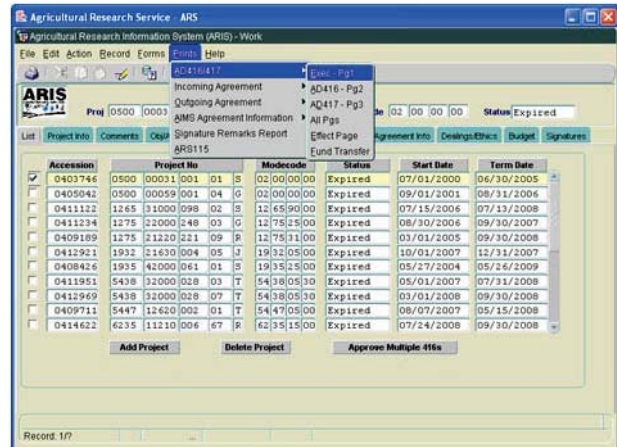 Agricultural Research Service - ARS
Agricultural Research Information System (ARIS) - Work
File Edit Action Record Forms Prints Help
AD416/417
Incoming Agreement
Outgoing Agreement
AIMS Agreement Information
Signature Remarks Report
ARS115
Exec - Pg1
AD416 - Pg2
AD417 - Pg3
All Pgs
Effect Page
Fund Transfer
ARIS
Proj 0500 0003 02 00 00 00 Status Expired
List Project Info Comments Agreement Info Dealings/Ethics Budget Signatures
Accession Project No Modecode Status Start Date Term Date
0403746 0500 00031 001 01 S 02 00 00 00 Expired 07/01/2000 06/30/2005
0405042 0500 00059 001 04 G 02 00 00 00 Expired 09/01/2001 08/31/2006
0411122 1265 31000 098 02 S 12 65 90 00 Expired 07/15/2006 07/13/2008
0411234 1275 22000 248 03 G 12 75 25 00 Expired 08/30/2006 09/30/2007
0409189 1275 21220 221 09 R 12 75 31 00 Expired 03/01/2005 09/30/2008
0412921 1932 21630 004 05 J 19 32 05 00 Expired 10/01/2007 12/31/2007
0408426 1935 42000 061 01 S 19 35 25 00 Expired 05/27/2004 05/26/2009
0411951 5438 32000 028 03 T 54 38 05 30 Expired 05/01/2007 07/31/2008
0412969 5438 32000 028 07 T 54 38 05 30 Expired 03/01/2008 09/30/2008
0409711 5447 12620 002 01 T 54 47 05 00 Expired 08/07/2007 05/15/2008
0414622 6235 11210 006 67 R 62 35 15 00 Expired 07/24/2008 09/30/2008
Add Project Delete Project Approve Multiple 416s
Record: 1/?